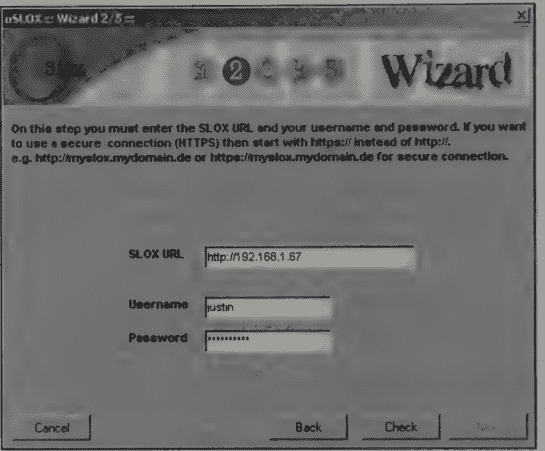 oSLOX :: Wizard 2/5 ::
2
Wizard
On this step you must enter the SLOX URL and your username and password. If you want
to use a secure connection (HTTPS) then start with https:// instead of http://.
e.g. http://myslox.mydomain.de or https://myslox.mydomain.de for secure connection.
SLOX URL http://192.168.1.67
Username justin
Password **********
Cancel Back Check